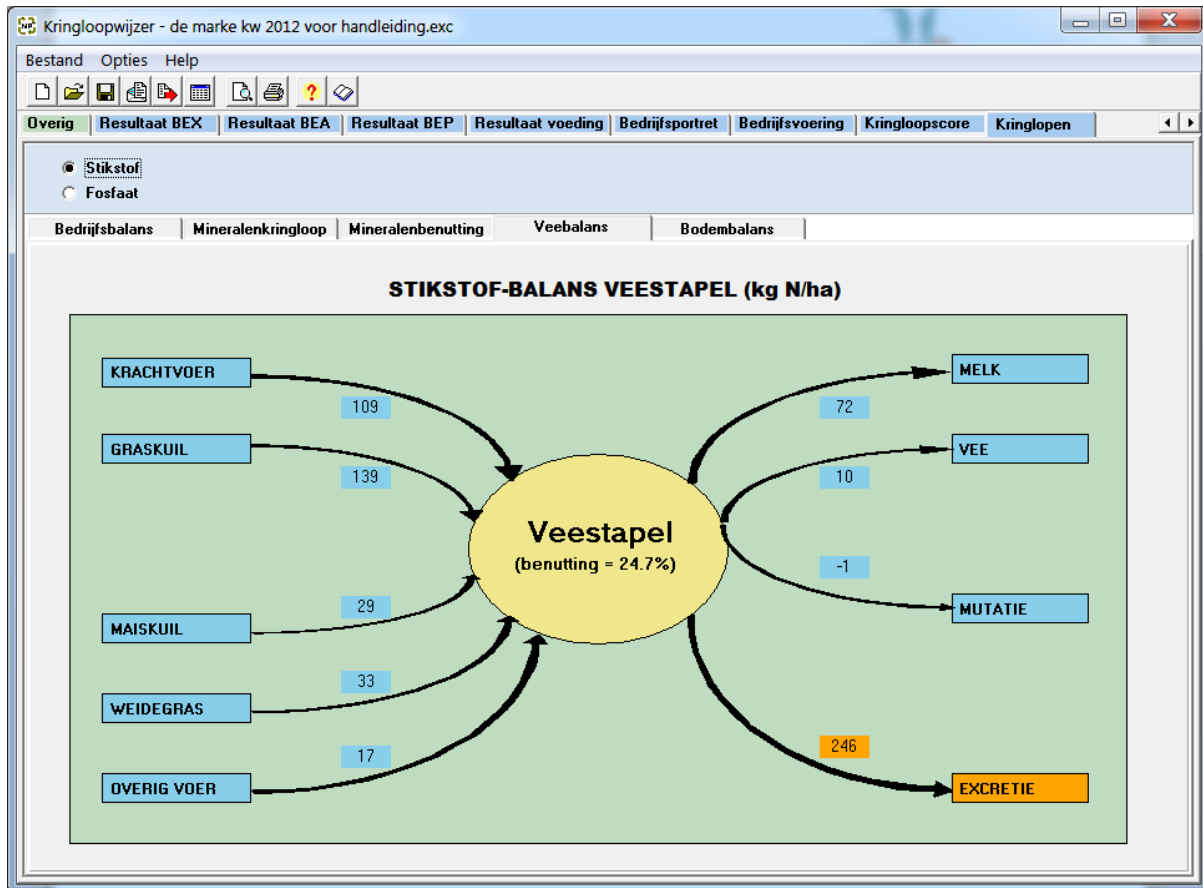 Kringloopwijzer - de marke kw 2012 voor handleiding.exc
Bestand Opties Help
Overig Resultaat BEX Resultaat BEA Resultaat BEP Resultaat voeding Bedrijfsportret Bedrijfsvoering Kringloopscore Kringlopen
Stikstof
Fosfaat
Bedrijfsbalans Mineralenkringloop Mineralenbenutting Veebalans Bodembalans
STIKSTOF-BALANS VEESTAPEL (kg N/ha)
KRACHTVOER
109
GRASKUIL
139
MAISKUIL
29
WEIDEGRAS
33
OVERIG VOER
17
Veestapel
(benutting = 24.7%)
MELK
72
VEE
10
MUTATIE
-1
EXCRETIE
246